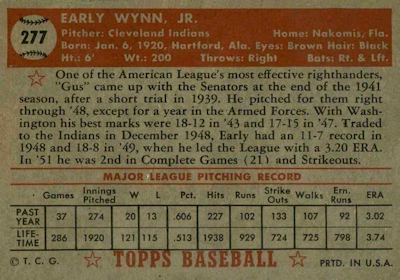 277
EARLY WYNN, JR.
Pitcher: Cleveland Indians Home: Nakomis, Fla.
Born: Jan. 6, 1920, Hartford, Ala. Eyes: Brown Hair: Black
Ht.: 6' Wt.: 200 Throws: Right Bats: Rt. & Lft.
One of the American League's most effective righthanders,
"Gus" came up with the Senators at the end of the 1941
season, after a short trial in 1939. He pitched for them right
through '48, except for a year in the Armed Forces. With Wash-
ington his best marks were 18-12 in '43 and 17-15 in '47. Traded
to the Indians in December 1948, Early had an 11-7 record in
1948 and 18-8 in '49, when he led the League with a 3.20 ERA.
In '51 he was 2nd in Complete Games (21) and Strikeouts.
MAJOR LEAGUE PITCHING RECORD
Games Innings Pitched W L Pct. Hits Runs Strike Outs Walks Ern. Runs ERA
PAST YEAR 37 274 20 13 .606 227 102 133 107 92 3.02
LIFE-TIME 286 1920 121 115 .513 1938 929 814 725 798 3.74
© T. C. G. TOPPS BASEBALL PRTD. IN U.S.A.